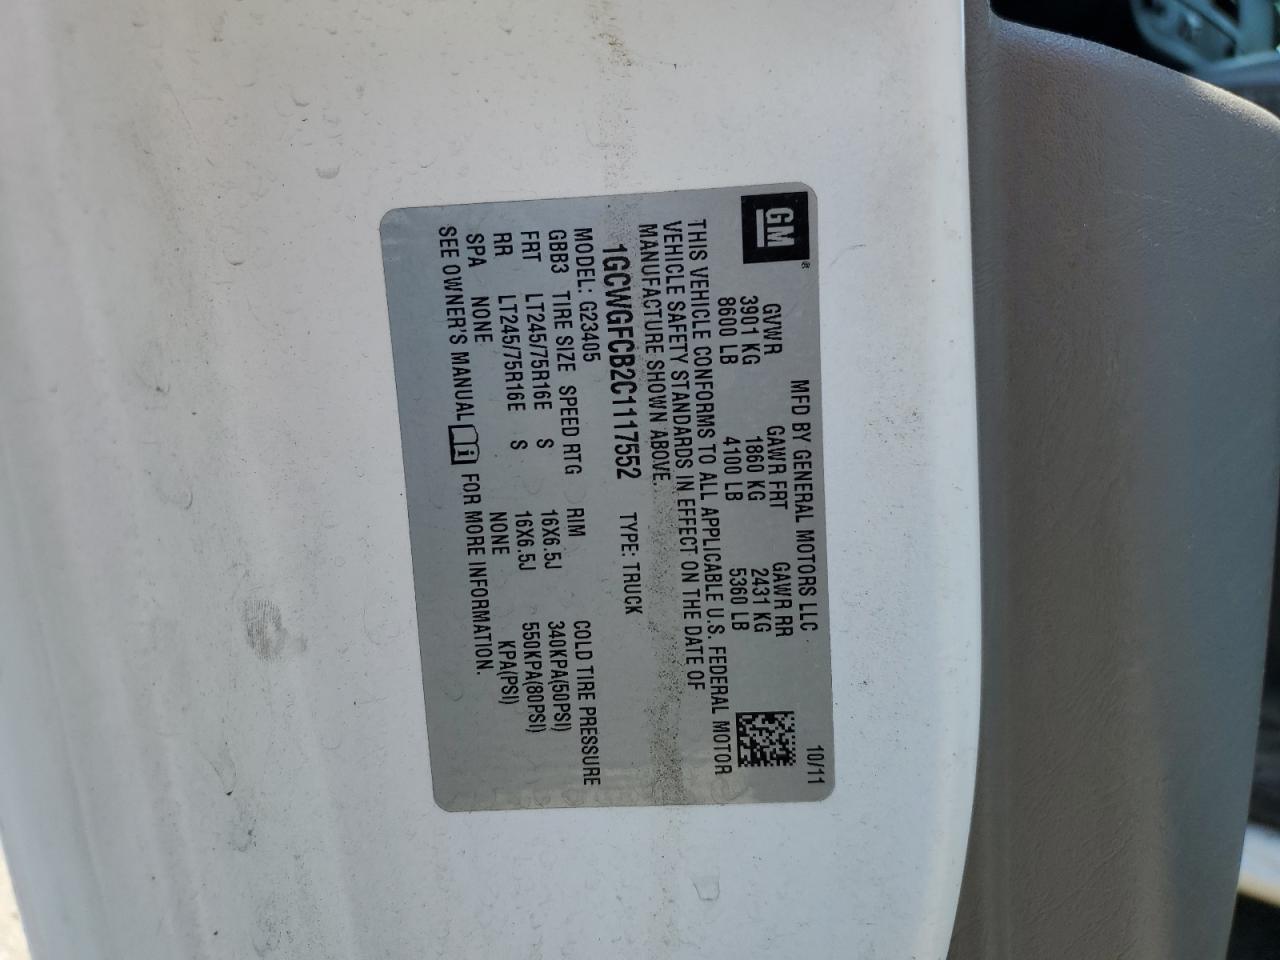 MFD BY GENERAL MOTORS LLC 10/11
GM®
GVWR GAWR FRT GAWR RR
3901 KG 1860 KG 2431 KG
8600 LB 4100 LB 5360 LB
THIS VEHICLE CONFORMS TO ALL APPLICABLE U.S. FEDERAL MOTOR
VEHICLE SAFETY STANDARDS IN EFFECT ON THE DATE OF
MANUFACTURE SHOWN ABOVE.
1GCWGFCB2C1117552 TYPE: TRUCK
MODEL: G23405
GBB3 TIRE SIZE SPEED RTG RIM COLD TIRE PRESSURE
FRT LT245/75R16E S 16X6.5J 340KPA(50PSI)
RR LT245/75R16E S 16X6.5J 550KPA(80PSI)
SPA NONE NONE KPA(PSI)
SEE OWNER'S MANUAL i FOR MORE INFORMATION.